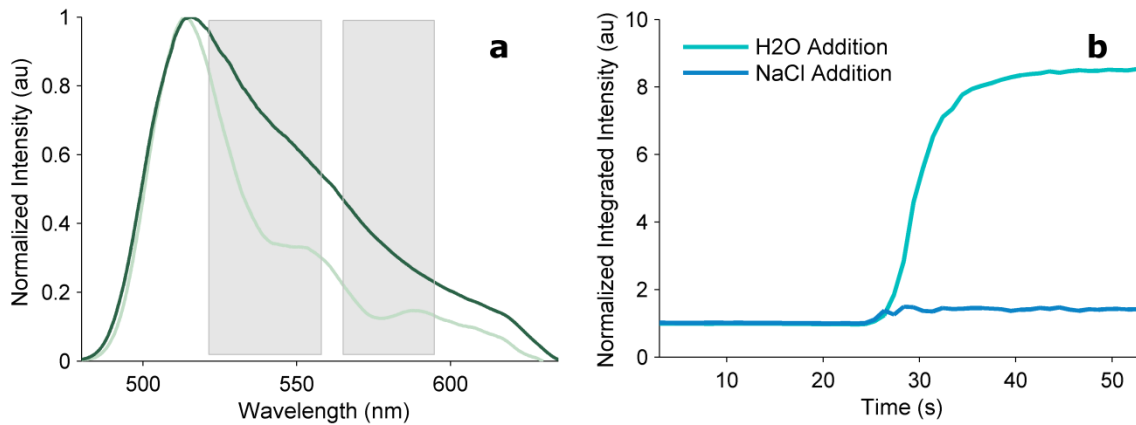 a
Normalized Intensity (au)
1
0.8
0.6
0.4
0.2
0
500
550
600
Wavelength (nm)
b
H2O Addition
NaCl Addition
Normalized Integrated Intensity (au)
10
8
6
4
2
0
10
20
30
40
50
Time (s)